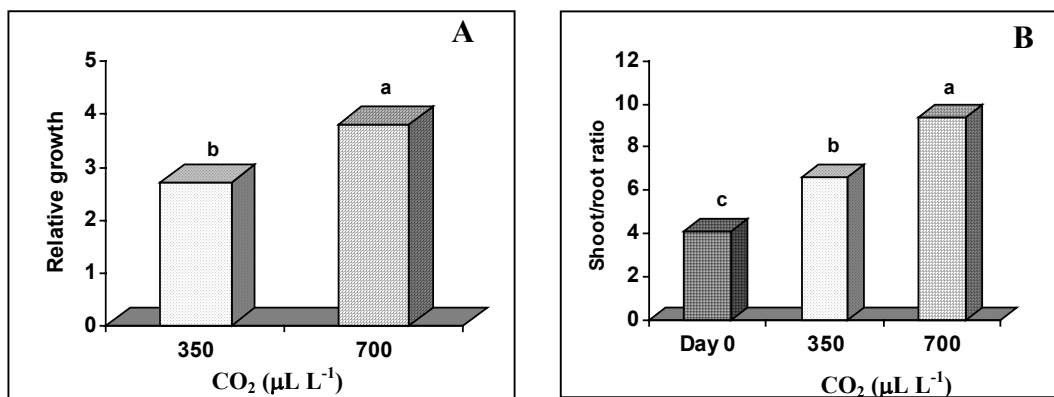 A
Relative growth
5
4
3
2
1
0
b
a
350 700
CO₂ (µL L⁻¹)
B
Shoot/root ratio
12
10
8
6
4
2
0
c
b
a
Day 0 350 700
CO₂ (µL L⁻¹)